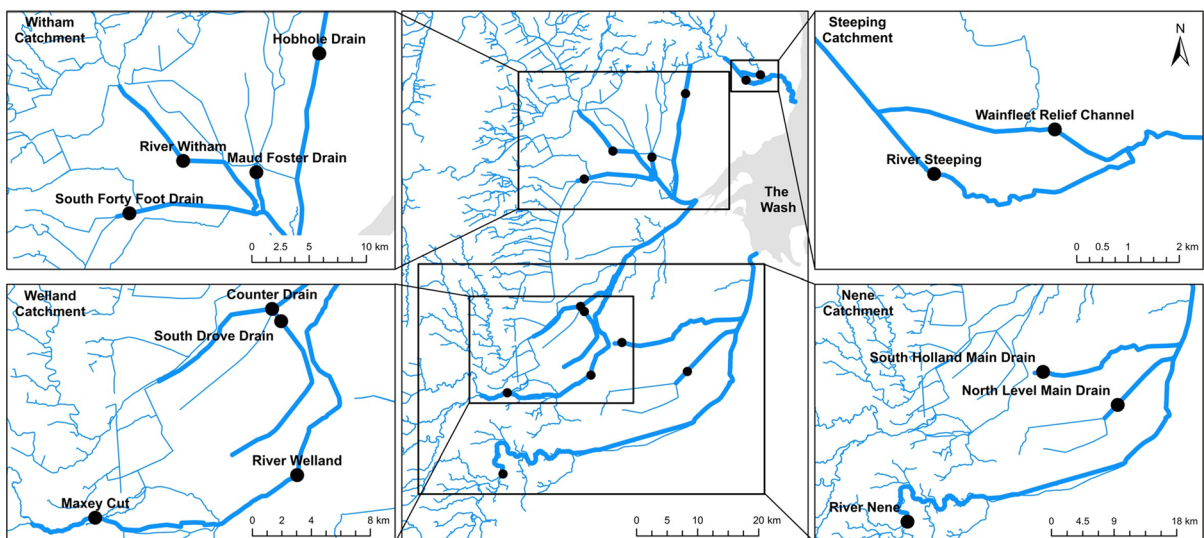 Witham
Catchment
Hobhole Drain
River Witham
Maud Foster Drain
South Forty Foot Drain
0 2.5 5 10 km
The
Wash
0 5 10 20 km
Steeping
Catchment
N
Wainfleet Relief Channel
River Steeping
0 0.5 1 2 km
Welland
Catchment
Counter Drain
South Drove Drain
River Welland
Maxey Cut
0 2 4 8 km
Nene
Catchment
South Holland Main Drain
North Level Main Drain
River Nene
0 4.5 9 18 km